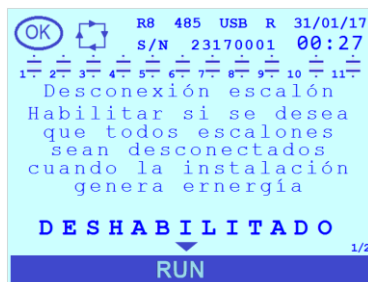 OK R8 485 USB R 31/01/17
S/N 23170001 00:27
1 2 3 4 5 6 7 8 9 10 11
Desconexión escalón
Habilitar si se desea
que todos escalones
sean desconectados
cuando la instalación
genera ernergía
DESHABILITADO
1/2
RUN